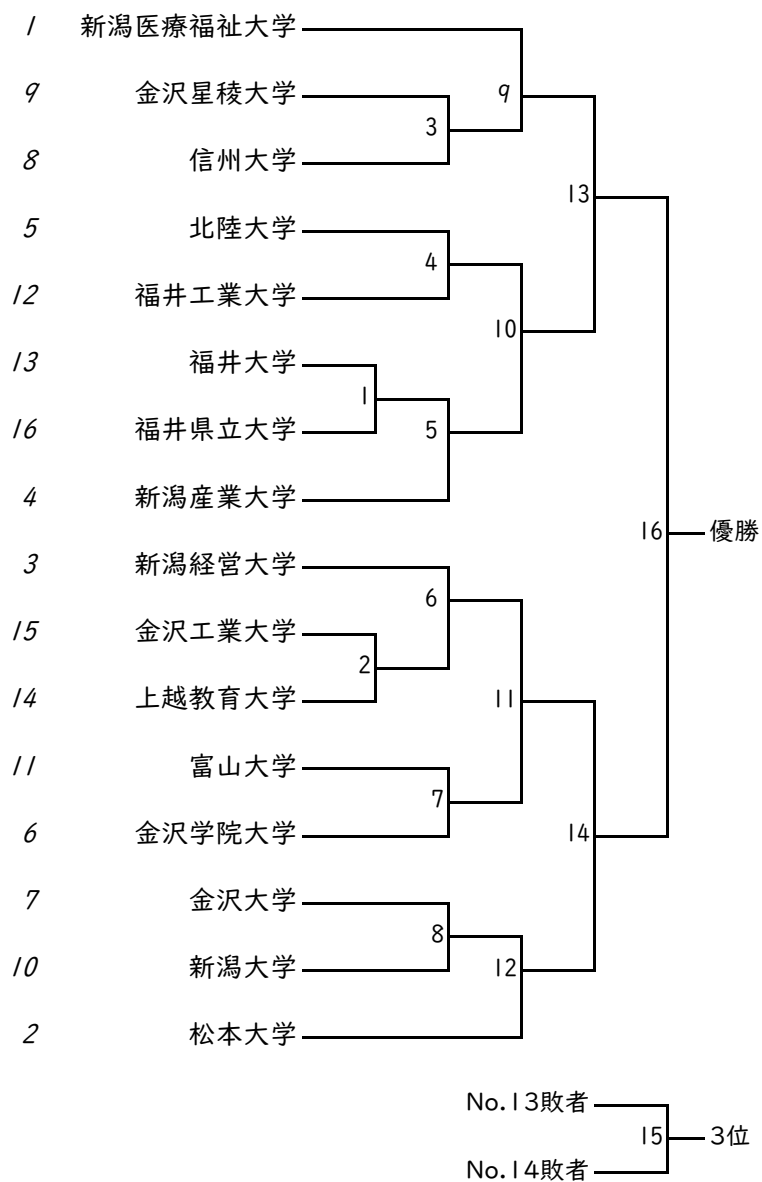 1 新潟医療福祉大学
9 金沢星稜大学 9
3
8 信州大学
13
5 北陸大学
4
12 福井工業大学
10
13 福井大学
1
16 福井県立大学 5
4 新潟産業大学
16 優勝
3 新潟経営大学
6
15 金沢工業大学
2
14 上越教育大学 11
11 富山大学
7
6 金沢学院大学 14
7 金沢大学
8
10 新潟大学 12
2 松本大学
No.13敗者
15 3位
No.14敗者